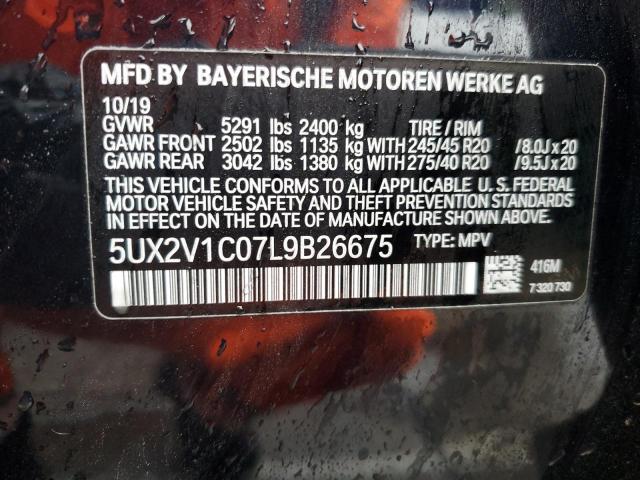 MFD BY BAYERISCHE MOTOREN WERKE AG
10/19
GVWR 5291 lbs 2400 kg TIRE / RIM
GAWR FRONT 2502 lbs 1135 kg WITH 245/45 R20 /8.0J x 20
GAWR REAR 3042 lbs 1380 kg WITH 275/40 R20 /9.5J x 20
THIS VEHICLE CONFORMS TO ALL APPLICABLE U.S. FEDERAL
MOTOR VEHICLE SAFETY AND THEFT PREVENTION STANDARDS
IN EFFECT ON THE DATE OF MANUFACTURE SHOWN ABOVE.
5UX2V1C07L9B26675 TYPE: MPV
416M
7 320 730